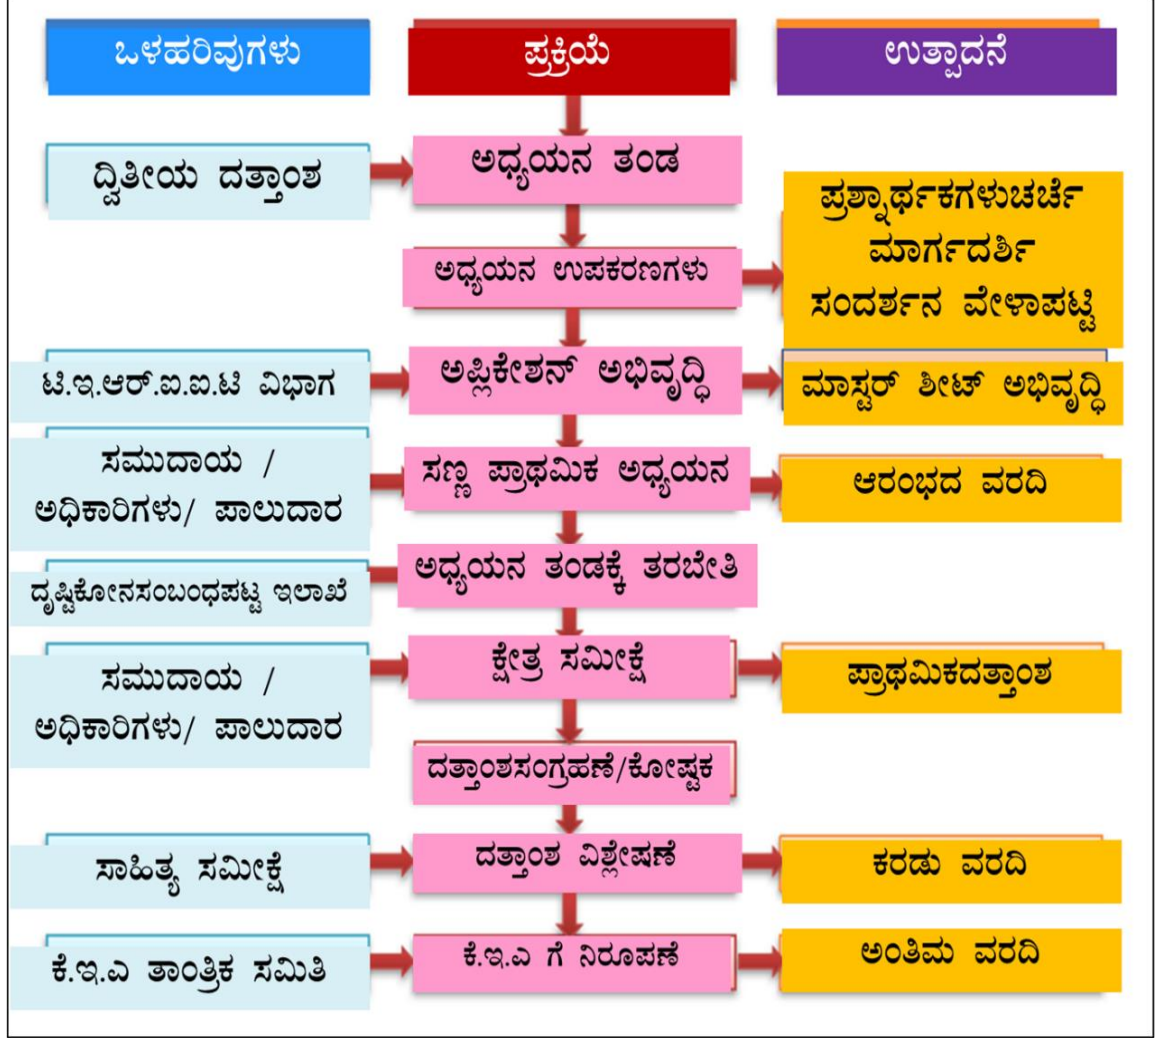 ಒಳಹರಿವುಗಳು
ಪ್ರಕ್ರಿಯೆ
ಉತ್ಪಾದನೆ
ದ್ವಿತೀಯ ದತ್ತಾಂಶ
ಅಧ್ಯಯನ ತಂಡ
ಅಧ್ಯಯನ ಉಪಕರಣಗಳು
ಪ್ರಶ್ನಾರ್ಥಕಗಳುಚರ್ಚೆ
ಮಾರ್ಗದರ್ಶಿ
ಸಂದರ್ಶನ ವೇಳಾಪಟ್ಟಿ
ಟಿ.ಇ.ಆರ್.ಐ.ಐ.ಟಿ ವಿಭಾಗ
ಅಪ್ಲಿಕೇಶನ್ ಅಭಿವೃದ್ಧಿ
ಮಾಸ್ಟರ್ ಶೀಟ್ ಅಭಿವೃದ್ಧಿ
ಸಮುದಾಯ /
ಅಧಿಕಾರಿಗಳು/ ಪಾಲುದಾರ
ಸಣ್ಣ ಪ್ರಾಥಮಿಕ ಅಧ್ಯಯನ
ಆರಂಭದ ವರದಿ
ದೃಷ್ಟಿಕೋನಸಂಬಂಧಪಟ್ಟ ಇಲಾಖೆ
ಅಧ್ಯಯನ ತಂಡಕ್ಕೆ ತರಬೇತಿ
ಸಮುದಾಯ /
ಅಧಿಕಾರಿಗಳು/ ಪಾಲುದಾರ
ಕ್ಷೇತ್ರ ಸಮೀಕ್ಷೆ
ಪ್ರಾಥಮಿಕದತ್ತಾಂಶ
ದತ್ತಾಂಶಸಂಗ್ರಹಣೆ/ಕೋಷ್ಟಕ
ಸಾಹಿತ್ಯ ಸಮೀಕ್ಷೆ
ದತ್ತಾಂಶ ವಿಶ್ಲೇಷಣೆ
ಕರಡು ವರದಿ
ಕೆ.ಇ.ಎ ತಾಂತ್ರಿಕ ಸಮಿತಿ
ಕೆ.ಇ.ಎ ಗೆ ನಿರೂಪಣೆ
ಅಂತಿಮ ವರದಿ